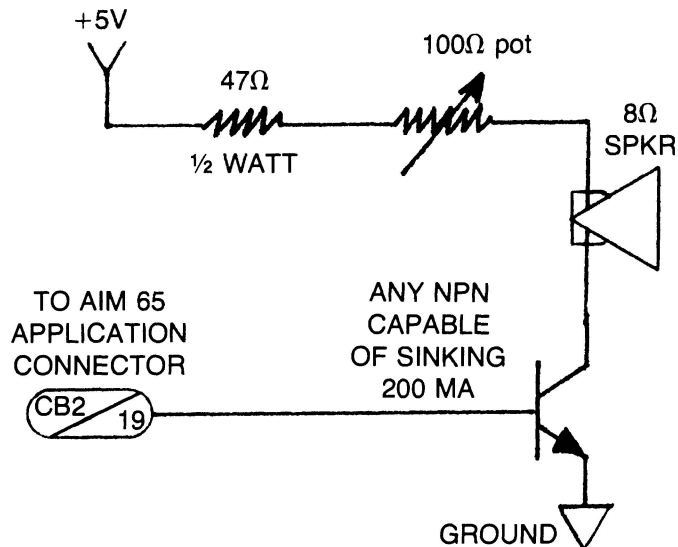 +5V
47Ω
½ WATT
100Ω pot
8Ω
SPKR
TO AIM 65
APPLICATION
CONNECTOR
CB2
19
ANY NPN
CAPABLE
OF SINKING
200 MA
GROUND